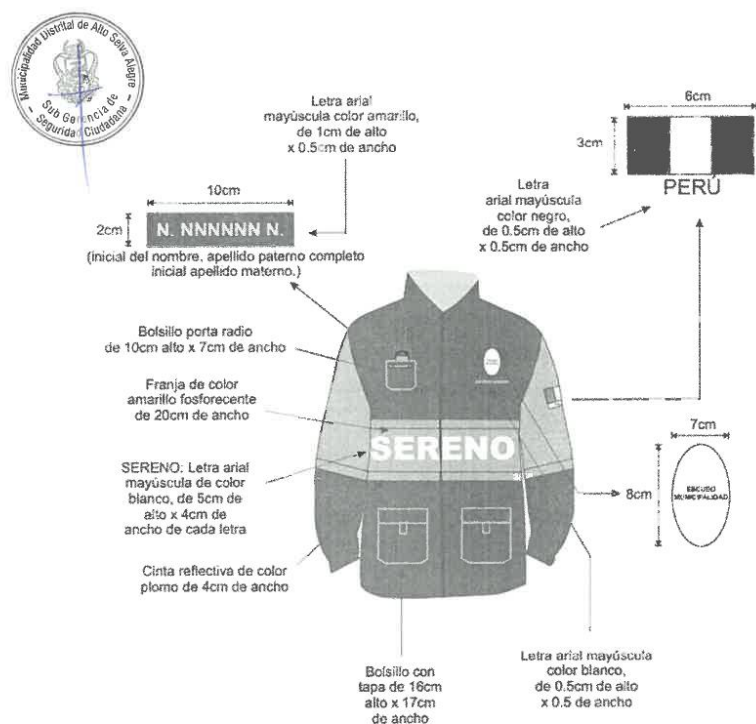 Municipalidad Distrital de Alto Selva Alegre
Sub Gerencia de
Seguridad Ciudadana
Letra arial
mayúscula color amarillo,
de 1cm de alto
x 0.5cm de ancho
10cm
2cm
N. NNNNNN N.
(inicial del nombre, apellido paterno completo
inicial apellido materno.)
6cm
3cm
PERÚ
Letra
arial mayúscula
color negro,
de 0.5cm de alto
x 0.5cm de ancho
Bolsillo porta radio
de 10cm alto x 7cm de ancho
Franja de color
amarillo fosforecente
de 20cm de ancho
SERENO: Letra arial
mayúscula de color
blanco, de 5cm de
alto x 4cm de
ancho de cada letra
Cinta reflectiva de color
plomo de 4cm de ancho
SERENO
7cm
8cm
ESCUDO
MUNICIPALIDAD
Bolsillo con
tapa de 16cm
alto x 17cm
de ancho
Letra arial mayúscula
color blanco,
de 0.5cm de alto
x 0.5 de ancho